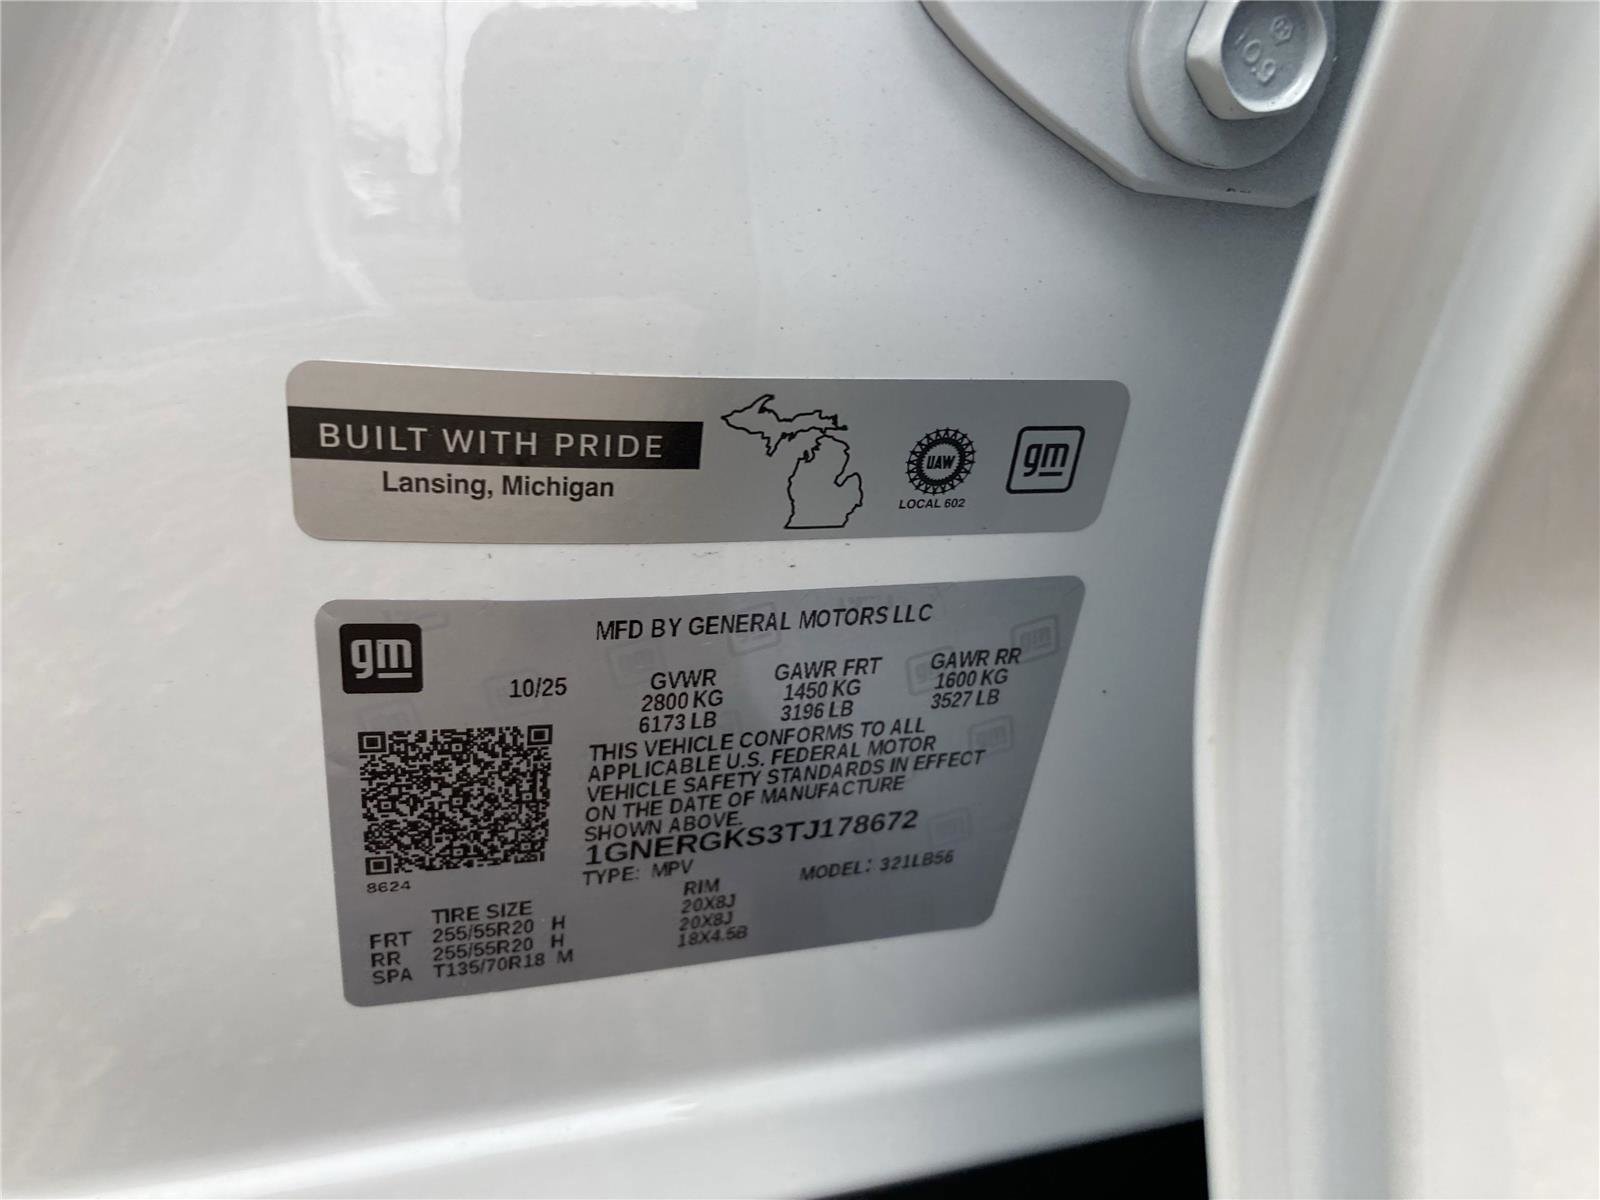 10.9
BUILT WITH PRIDE
Lansing, Michigan
UAW
LOCAL 602
gm
gm
MFD BY GENERAL MOTORS LLC
10/25
GVWR GAWR FRT GAWR RR
2800 KG 1450 KG 1600 KG
6173 LB 3196 LB 3527 LB
THIS VEHICLE CONFORMS TO ALL
APPLICABLE U.S. FEDERAL MOTOR
VEHICLE SAFETY STANDARDS IN EFFECT
ON THE DATE OF MANUFACTURE
SHOWN ABOVE.
1GNERGKS3TJ178672
TYPE: MPV MODEL: 321LB56
8624
TIRE SIZE RIM
FRT 255/55R20 H 20X8J
RR 255/55R20 H 20X8J
SPA T135/70R18 M 18X4.5B